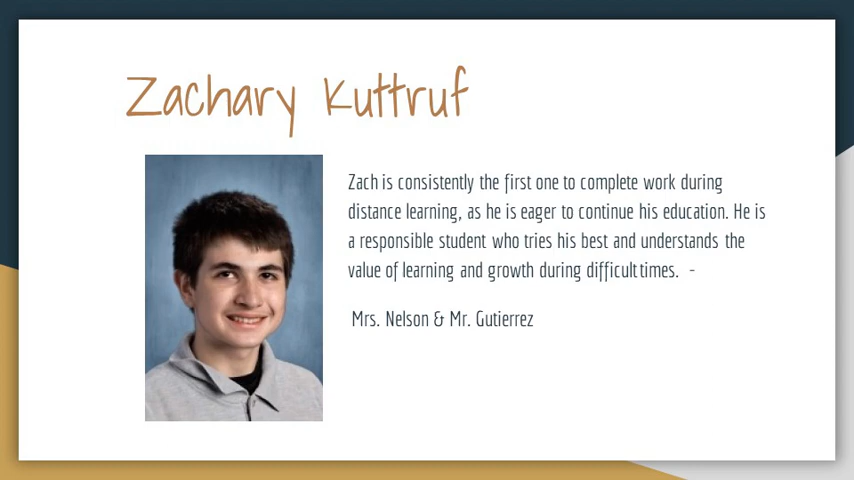 Zachary Kuttruf
Zach is consistently the first one to complete work during
distance learning, as he is eager to continue his education. He is
a responsible student who tries his best and understands the
value of learning and growth during difficult times. -
Mrs. Nelson & Mr. Gutierrez